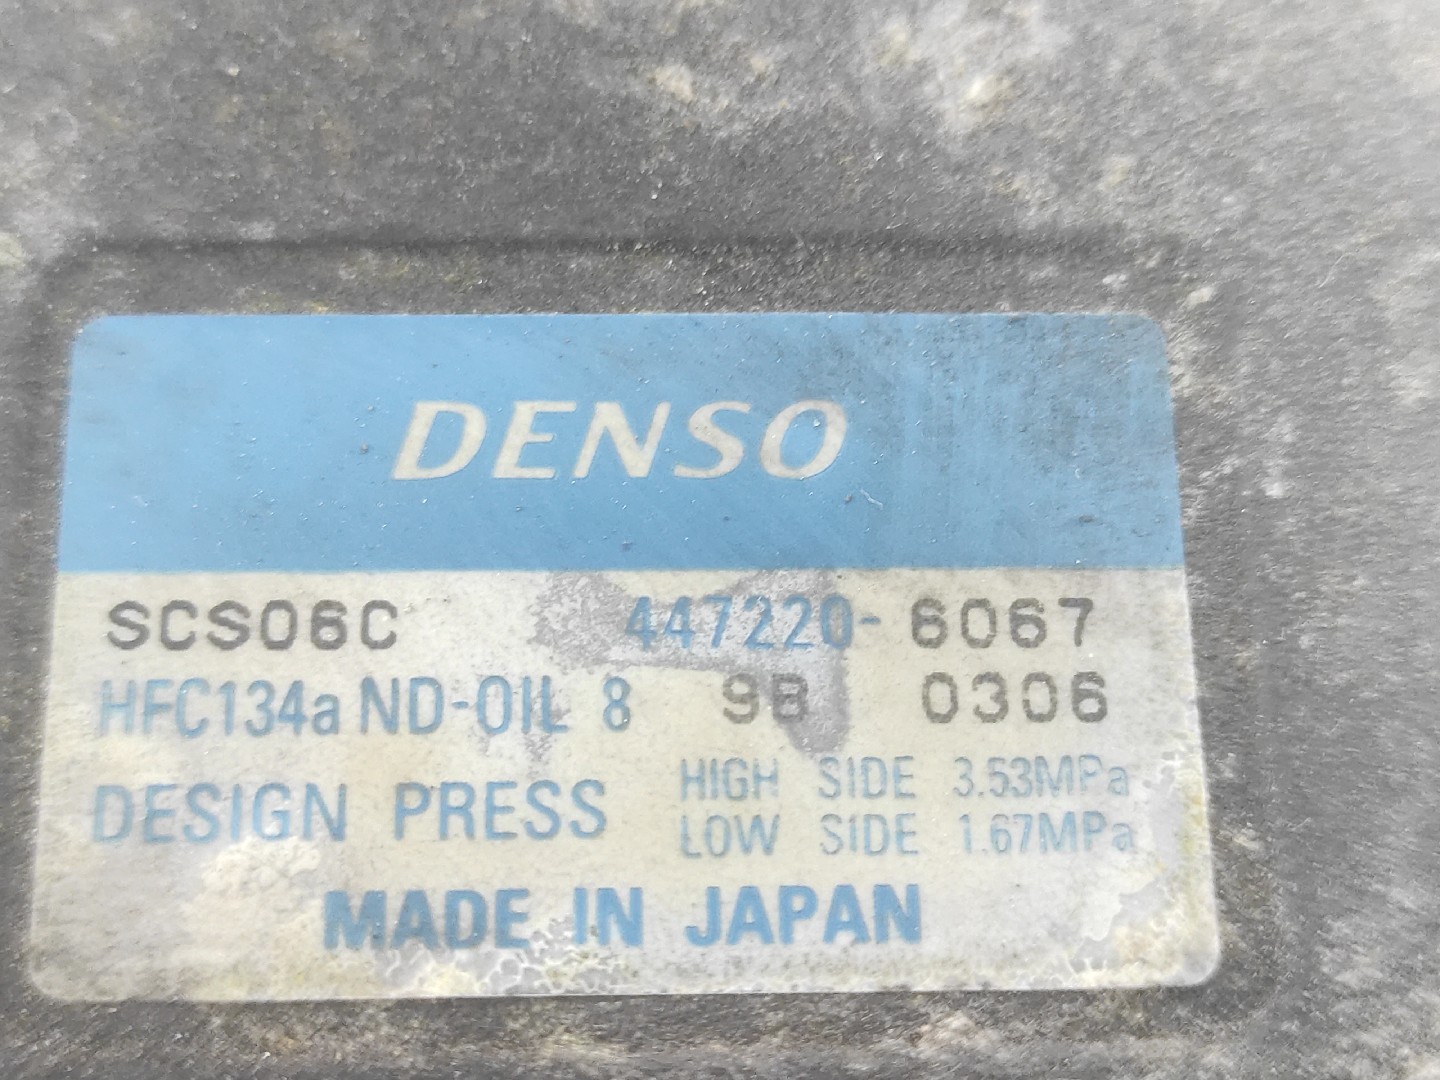 DENSO
SCS06C 447220-6067
HFC134a ND-OIL 8 9B 0306
DESIGN PRESS HIGH SIDE 3.53MPa
LOW SIDE 1.67MPa
MADE IN JAPAN